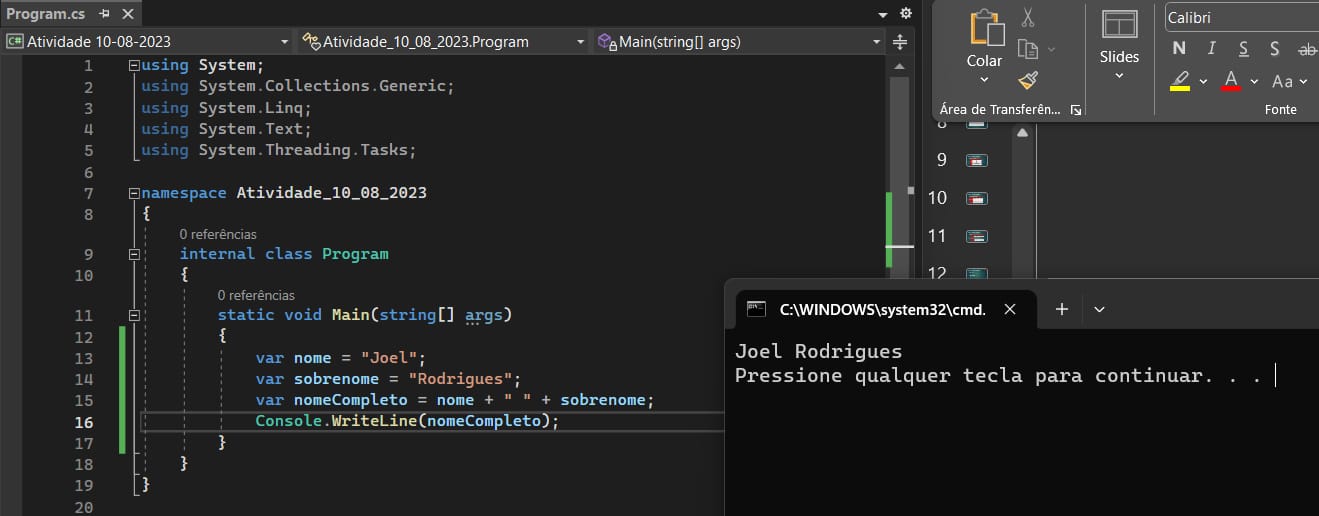 Program.cs
Atividade 10-08-2023
Atividade_10_08_2023.Program
Main(string[] args)
1 using System;
2 using System.Collections.Generic;
3 using System.Linq;
4 using System.Text;
5 using System.Threading.Tasks;
6
7 namespace Atividade_10_08_2023
8 {
0 referências
9 internal class Program
10 {
0 referências
11 static void Main(string[] args)
12 {
13 var nome = "Joel";
14 var sobrenome = "Rodrigues";
15 var nomeCompleto = nome + " " + sobrenome;
16 Console.WriteLine(nomeCompleto);
17 }
18 }
19 }
20
Colar
Área de Transferên...
Slides
Calibri
N I S S ab
A Aa
Fonte
8
9
10
11
12
C:\WINDOWS\system32\cmd.
Joel Rodrigues
Pressione qualquer tecla para continuar. . .